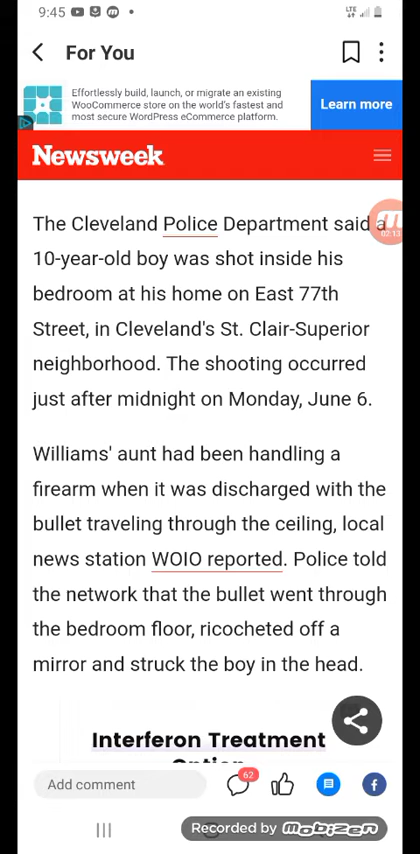 9:45
LTE
For You
Effortlessly build, launch, or migrate an existing
WooCommerce store on the world's fastest and
most secure WordPress eCommerce platform.
Learn more
Newsweek
The Cleveland Police Department said a
10-year-old boy was shot inside his
bedroom at his home on East 77th
Street, in Cleveland's St. Clair-Superior
neighborhood. The shooting occurred
just after midnight on Monday, June 6.
02:13
Williams' aunt had been handling a
firearm when it was discharged with the
bullet traveling through the ceiling, local
news station WOIO reported. Police told
the network that the bullet went through
the bedroom floor, ricocheted off a
mirror and struck the boy in the head.
Interferon Treatment
Option
Add comment
62
Recorded by mobizen